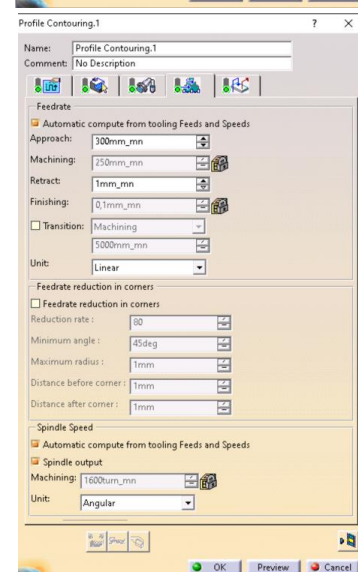 Profile Contouring.1 ? X
Name: Profile Contouring.1
Comment: No Description
Feedrate
Automatic compute from tooling Feeds and Speeds
Approach: 300mm_mn
Machining: 250mm_mn
Retract: 1mm_mn
Finishing: 0,1mm_mn
Transition: Machining
5000mm_mn
Unit: Linear
Feedrate reduction in corners
Feedrate reduction in corners
Reduction rate : 80
Minimum angle : 45deg
Maximum radius : 1mm
Distance before corner : 1mm
Distance after corner : 1mm
Spindle Speed
Automatic compute from tooling Feeds and Speeds
Spindle output
Machining: 1600turn_mn
Unit: Angular
OK Preview Cancel